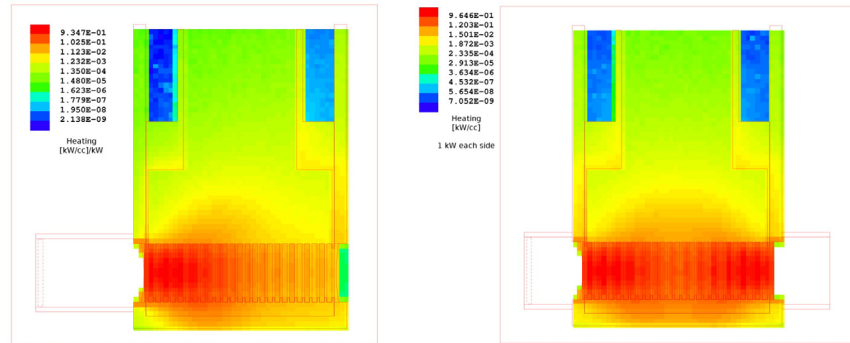 9.347E-01
1.025E-01
1.123E-02
1.232E-03
1.350E-04
1.480E-05
1.623E-06
1.779E-07
1.950E-08
2.138E-09
Heating
[kW/cc]/kW
9.646E-01
1.203E-01
1.501E-02
1.872E-03
2.335E-04
2.913E-05
3.634E-06
4.532E-07
5.654E-08
7.052E-09
Heating
[kW/cc]
1 kW each side